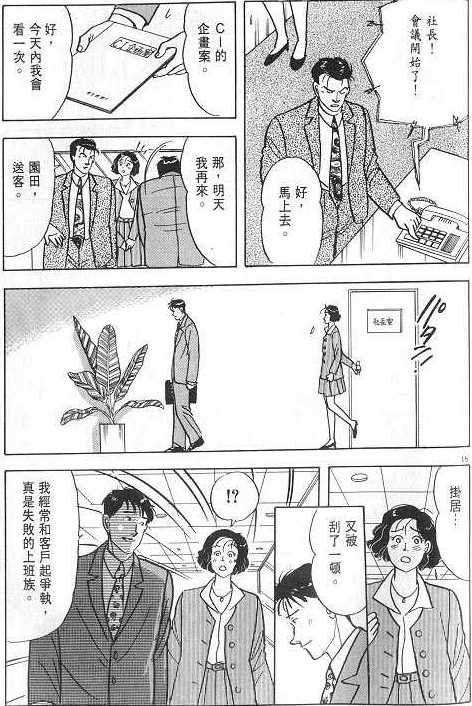 社長！
會議開始了！
好，
馬上去。
CI的
企畫案。
好，
今天內我會
看一次。
那，明天
我再來。
園田，
送客。
社長室
15
掛居…
又被
刮了一頓。
!?
我經常和客戶起爭執，
真是失敗的上班族。